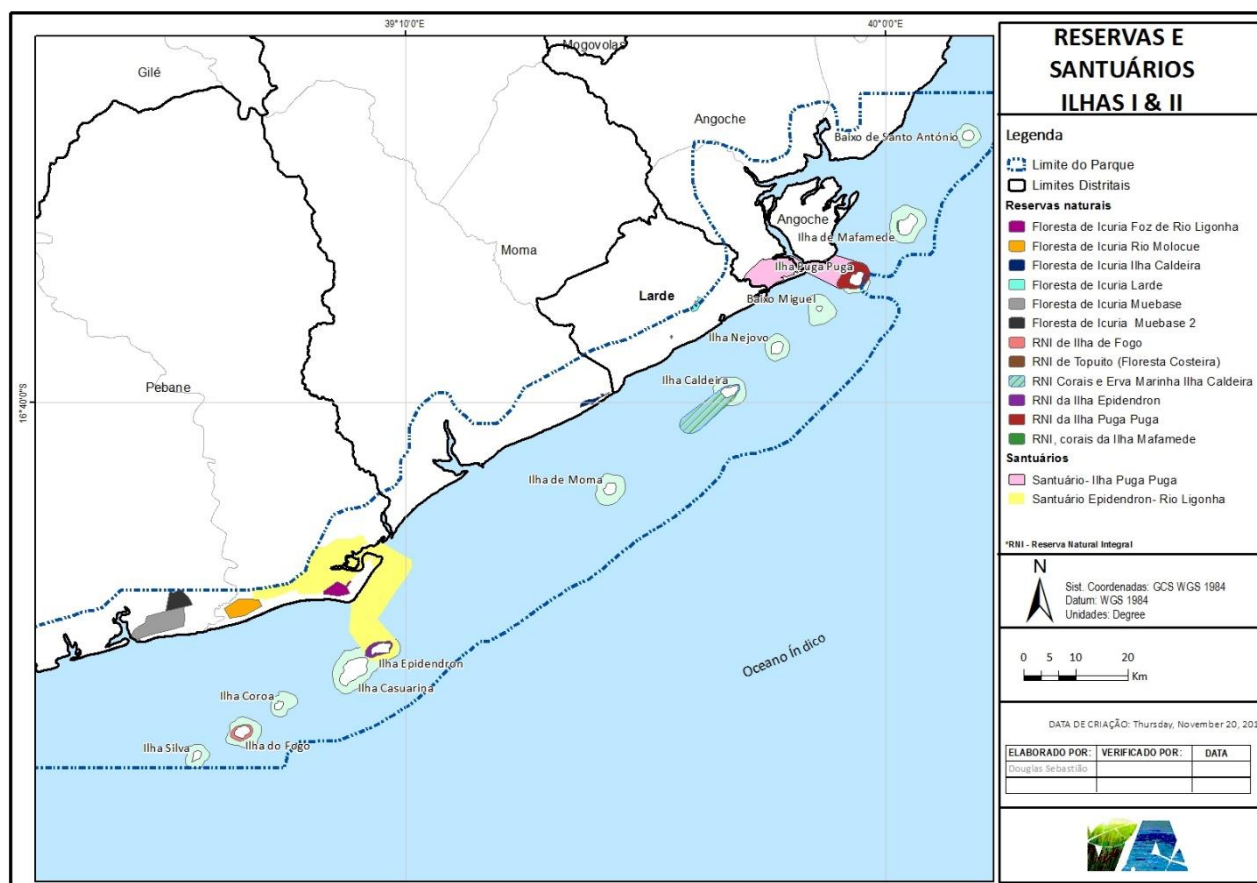 39°10'0"E
40°0'0"E
16°40'0"S
Mogovolas
Gilé
Angoche
Baixo de Santo António
Angoche
Ilha de Mafamede
Moma
Ilha Puga Puga
Larde
Baixo Miguel
Ilha Nejovo
Ilha Caldeira
Pebane
Ilha de Moma
Ilha Epidendron
Ilha Casuarina
Oceano Índico
Ilha Coroa
Ilha do Fogo
Ilha Silva
RESERVAS E
SANTUÁRIOS
ILHAS I & II
Legenda
Limite do Parque
Limites Distritais
Reservas naturais
Floresta de Icuria Foz de Rio Ligonha
Floresta de Icuria Rio Molocue
Floresta de Icuria Ilha Caldeira
Floresta de Icuria Larde
Floresta de Icuria Muebase
Floresta de Icuria Muebase 2
RNI de Ilha de Fogo
RNI de Topuito (Floresta Costeira)
RNI Corais e Erva Marinha Ilha Caldeira
RNI da Ilha Epidendron
RNI da Ilha Puga Puga
RNI, corais da Ilha Mafamede
Santuários
Santuário- Ilha Puga Puga
Santuário Epidendron- Rio Ligonha
*RNI - Reserva Natural Integral
N
Sist. Coordenadas: GCS WGS 1984
Datum: WGS 1984
Unidades: Degree
0 5 10 20
Km
DATA DE CRIAÇÃO: Thursday, November 20, 201
ELABORADO POR: VERIFICADO POR: DATA
Douglas Sebastião